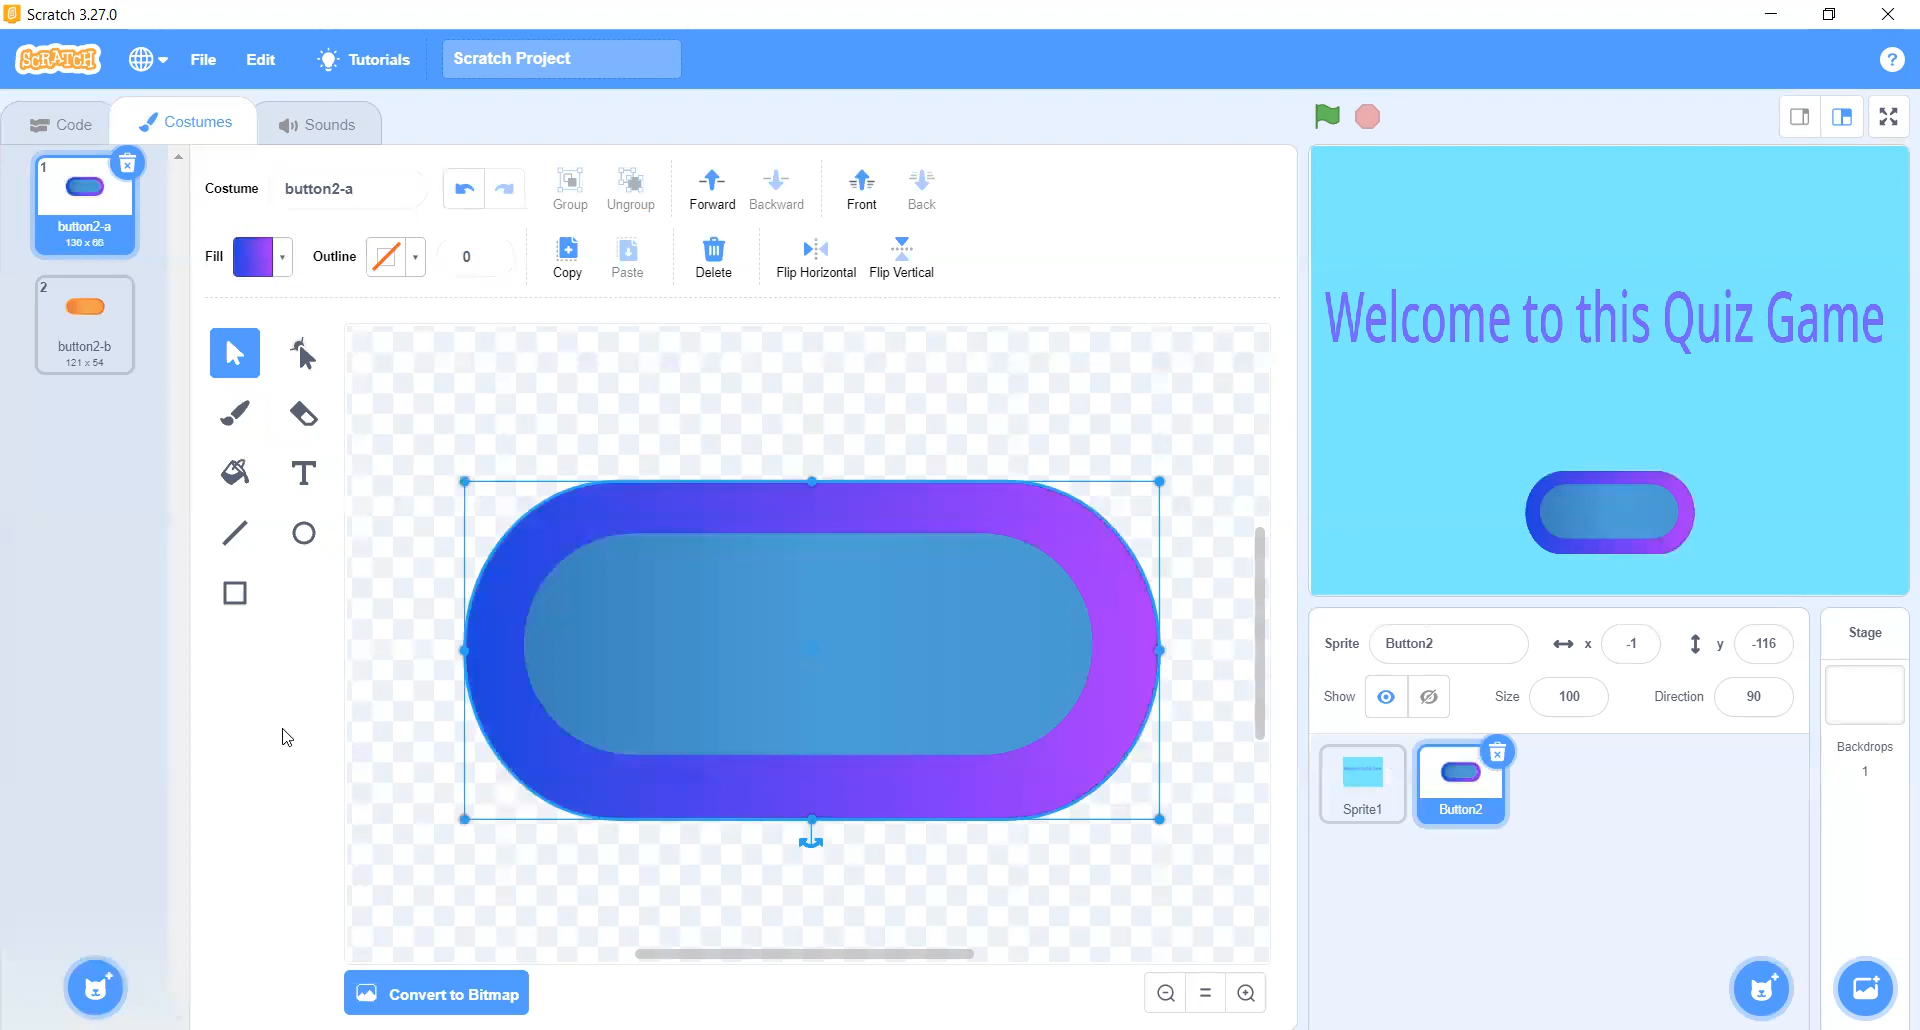 Scratch 3.27.0
SCRATCH
File
Edit
Tutorials
Scratch Project
?
Code
Costumes
Sounds
1
button2-a
130 x 66
2
button2-b
121 x 54
Costume
button2-a
Group
Ungroup
Forward
Backward
Front
Back
Fill
Outline
0
Copy
Paste
Delete
Flip Horizontal
Flip Vertical
T
Convert to Bitmap
Welcome to this Quiz Game
Sprite
Button2
x
-1
y
-116
Show
Size
100
Direction
90
Sprite1
Button2
Stage
Backdrops
1